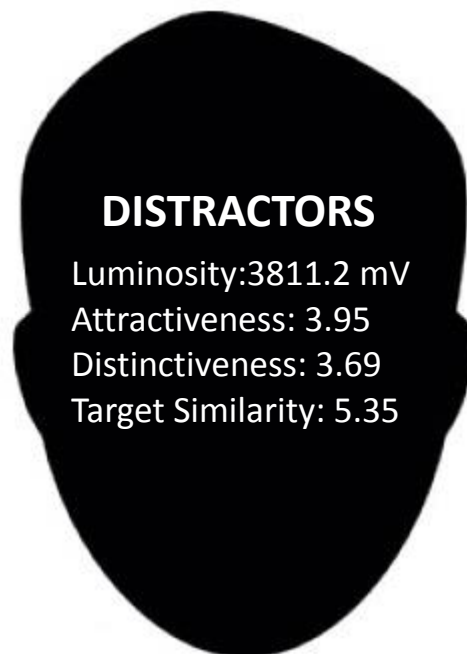 DISTRACTORS
Luminosity:3811.2 mV
Attractiveness: 3.95
Distinctiveness: 3.69
Target Similarity: 5.35